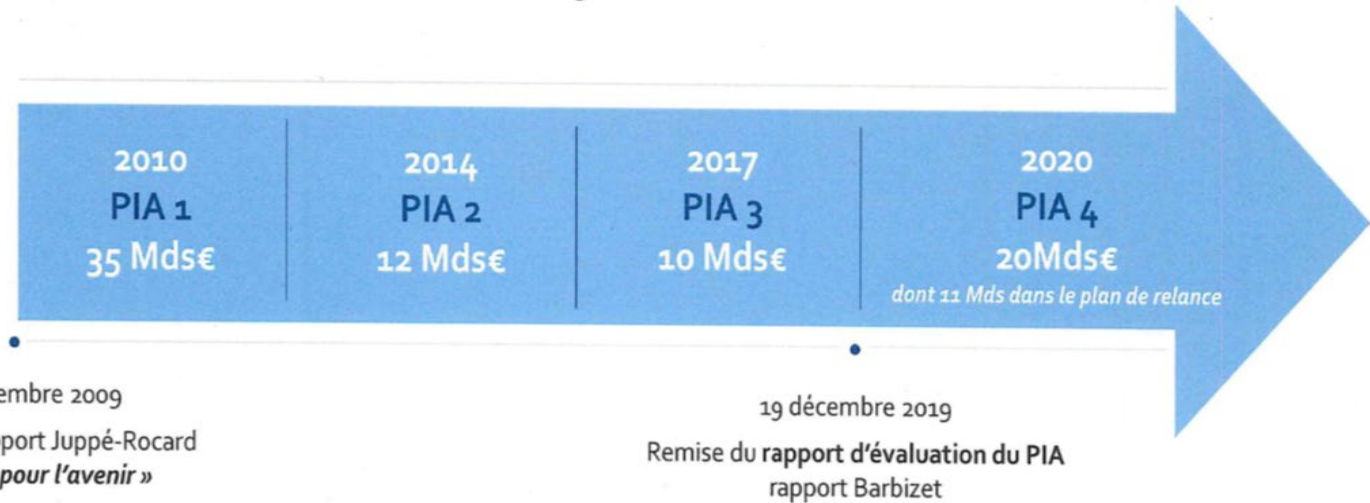 2010
PIA 1
35 Mds€
2014
PIA 2
12 Mds€
2017
PIA 3
10 Mds€
2020
PIA 4
20Mds€
dont 11 Mds dans le plan de relance
embre 2009
port Juppé-Rocard
pour l'avenir »
19 décembre 2019
Remise du rapport d'évaluation du PIA
rapport Barbizet